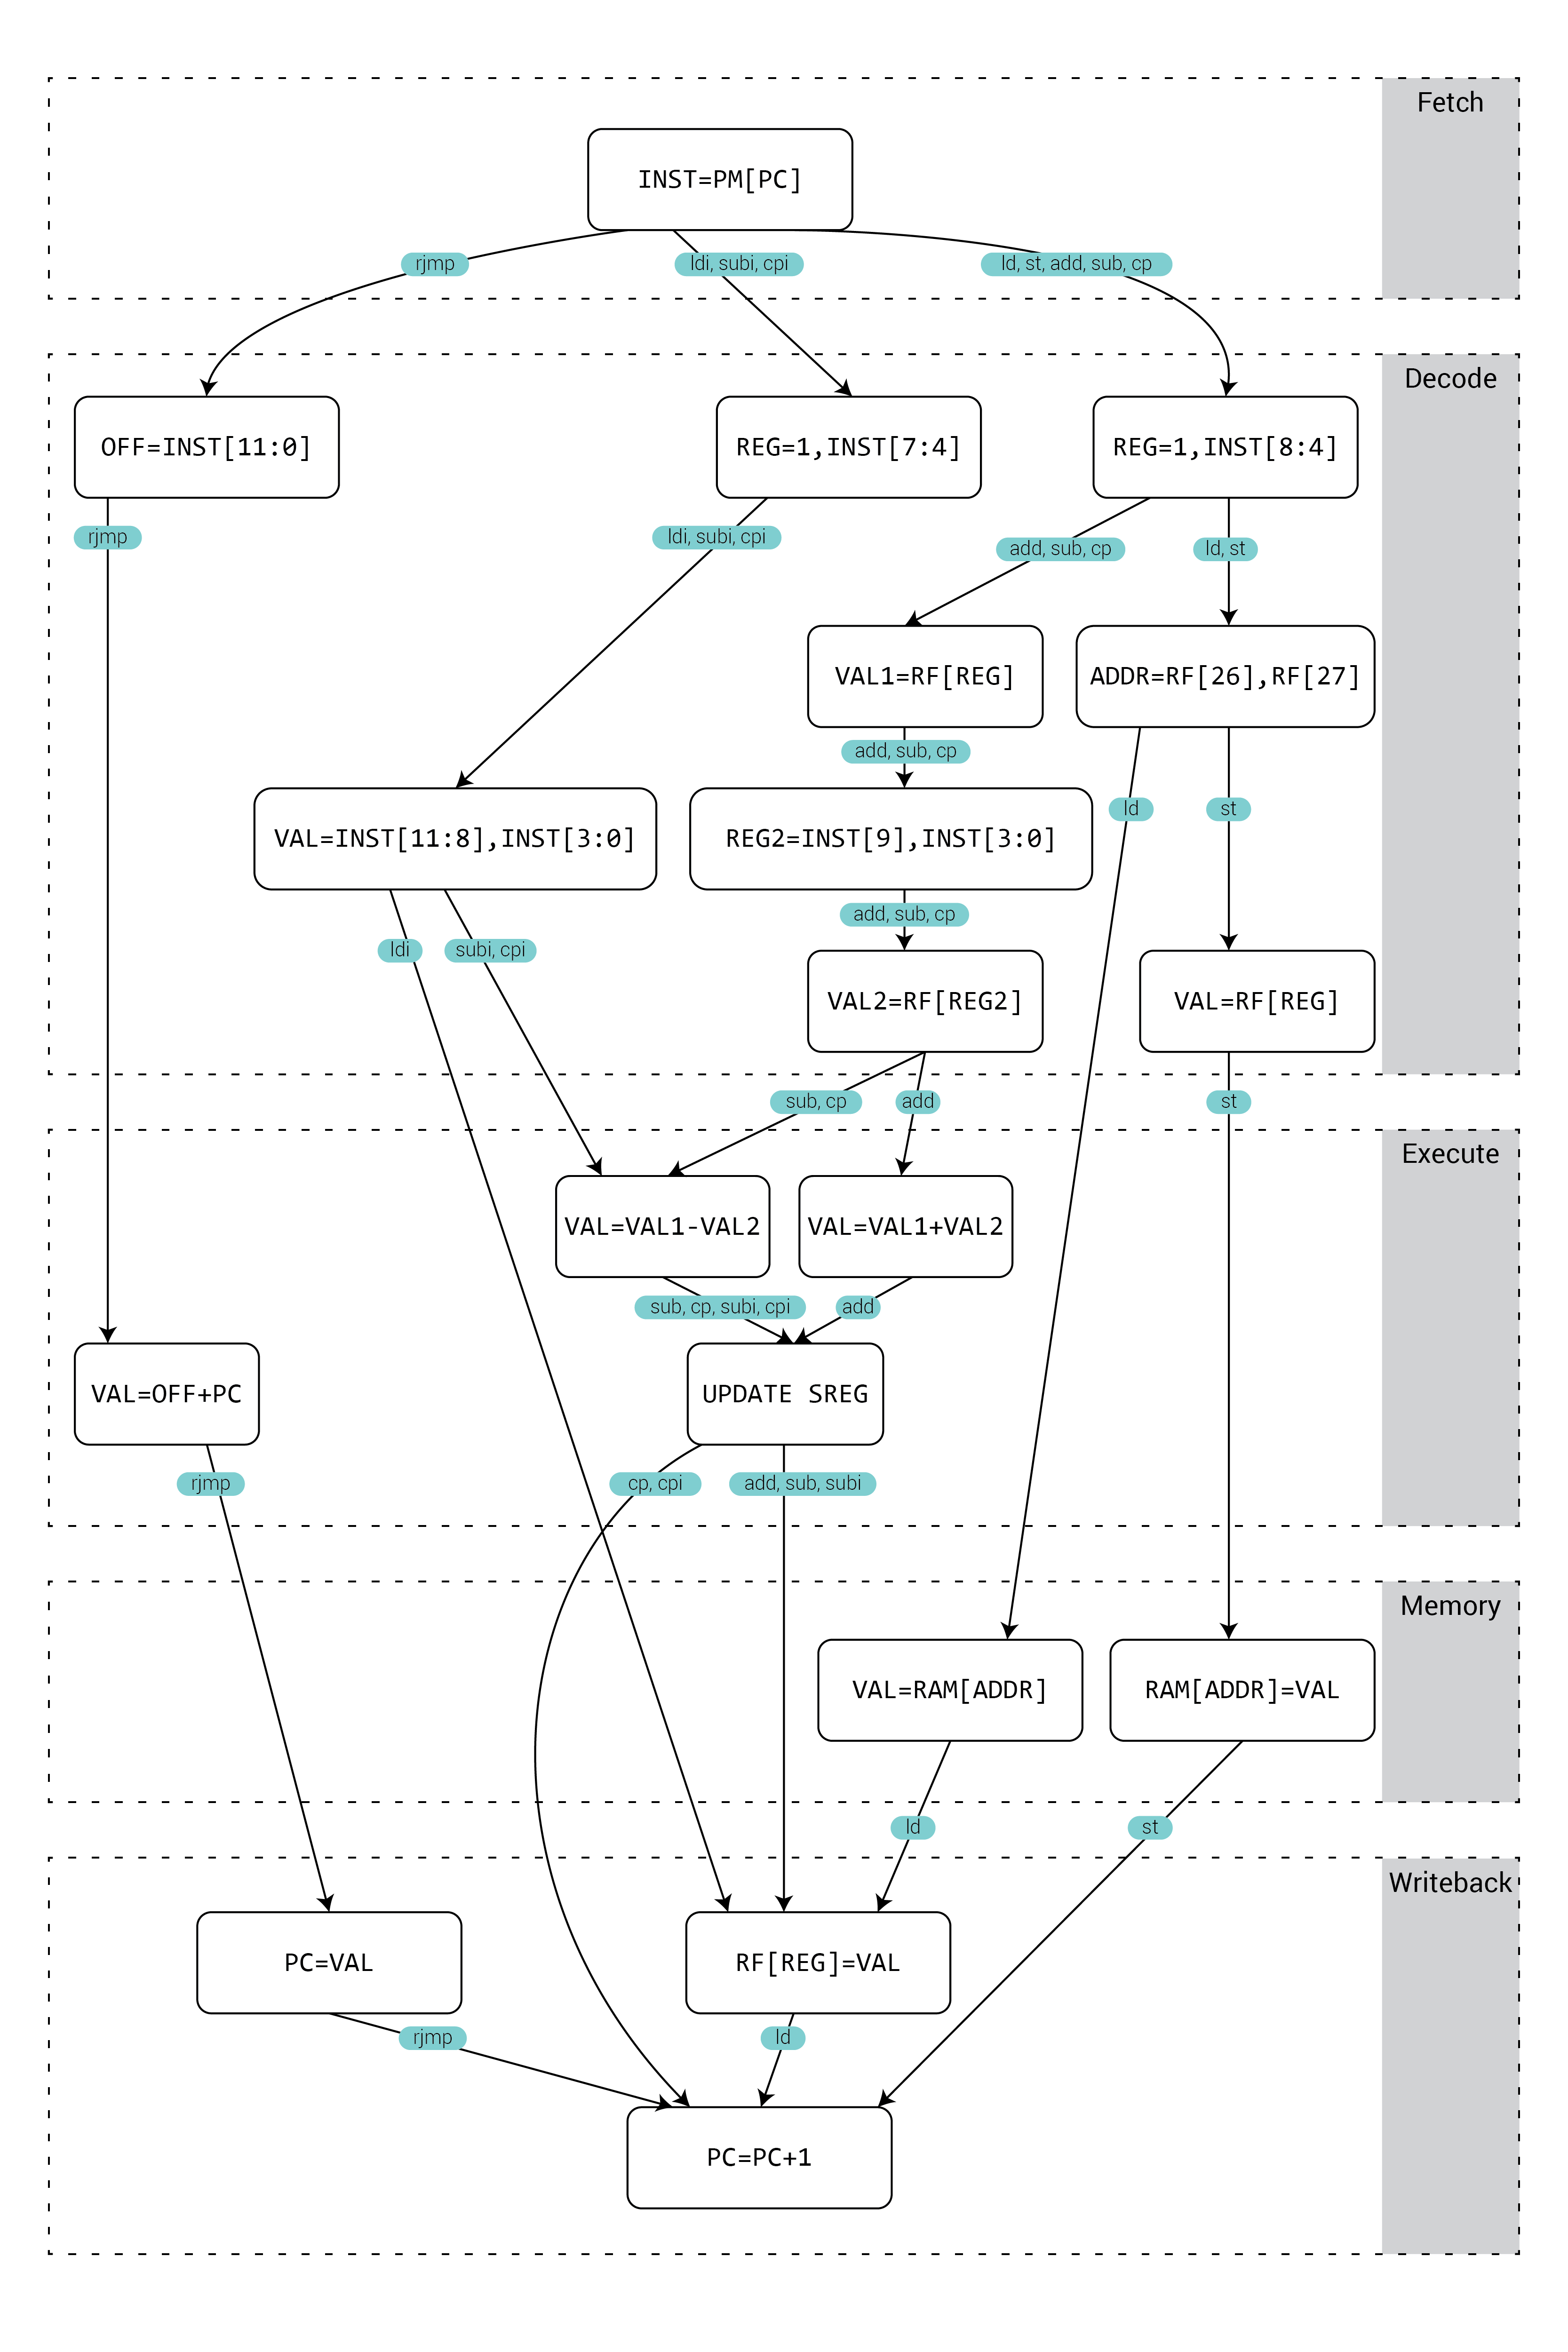 Fetch
INST=PM[PC]
rjmp
ldi, subi, cpi
ld, st, add, sub, cp
Decode
OFF=INST[11:0]
REG=1,INST[7:4]
REG=1,INST[8:4]
rjmp
ldi, subi, cpi
add, sub, cp
ld, st
VAL1=RF[REG]
ADDR=RF[26],RF[27]
add, sub, cp
ld
st
VAL=INST[11:8],INST[3:0]
REG2=INST[9],INST[3:0]
add, sub, cp
ldi
subi, cpi
VAL2=RF[REG2]
VAL=RF[REG]
sub, cp
add
st
Execute
VAL=VAL1-VAL2
VAL=VAL1+VAL2
sub, cp, subi, cpi
add
VAL=OFF+PC
UPDATE SREG
rjmp
cp, cpi
add, sub, subi
Memory
VAL=RAM[ADDR]
RAM[ADDR]=VAL
ld
st
Writeback
PC=VAL
RF[REG]=VAL
rjmp
ld
PC=PC+1